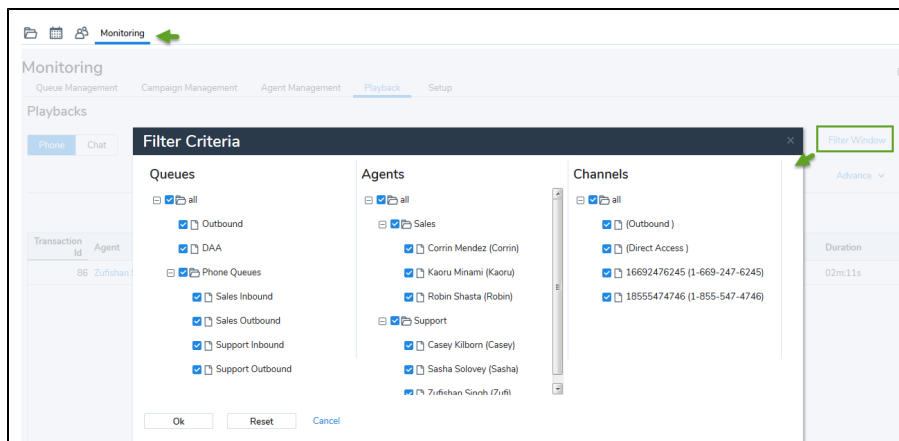 Monitoring
Monitoring
Queue Management Campaign Management Agent Management Playback Setup
Playbacks
Phone Chat
Filter Window
Advance
Transaction Id Agent Duration
86 Zufishan 02m:11s
Filter Criteria ×
Queues
all
Outbound
DAA
Phone Queues
Sales Inbound
Sales Outbound
Support Inbound
Support Outbound
Agents
all
Sales
Corrin Mendez (Corrin)
Kaoru Minami (Kaoru)
Robin Shasta (Robin)
Support
Casey Kilborn (Casey)
Sasha Solovey (Sasha)
Zufishan Singh (Zufi)
Channels
all
(Outbound )
(Direct Access )
16692476245 (1-669-247-6245)
18555474746 (1-855-547-4746)
Ok Reset Cancel